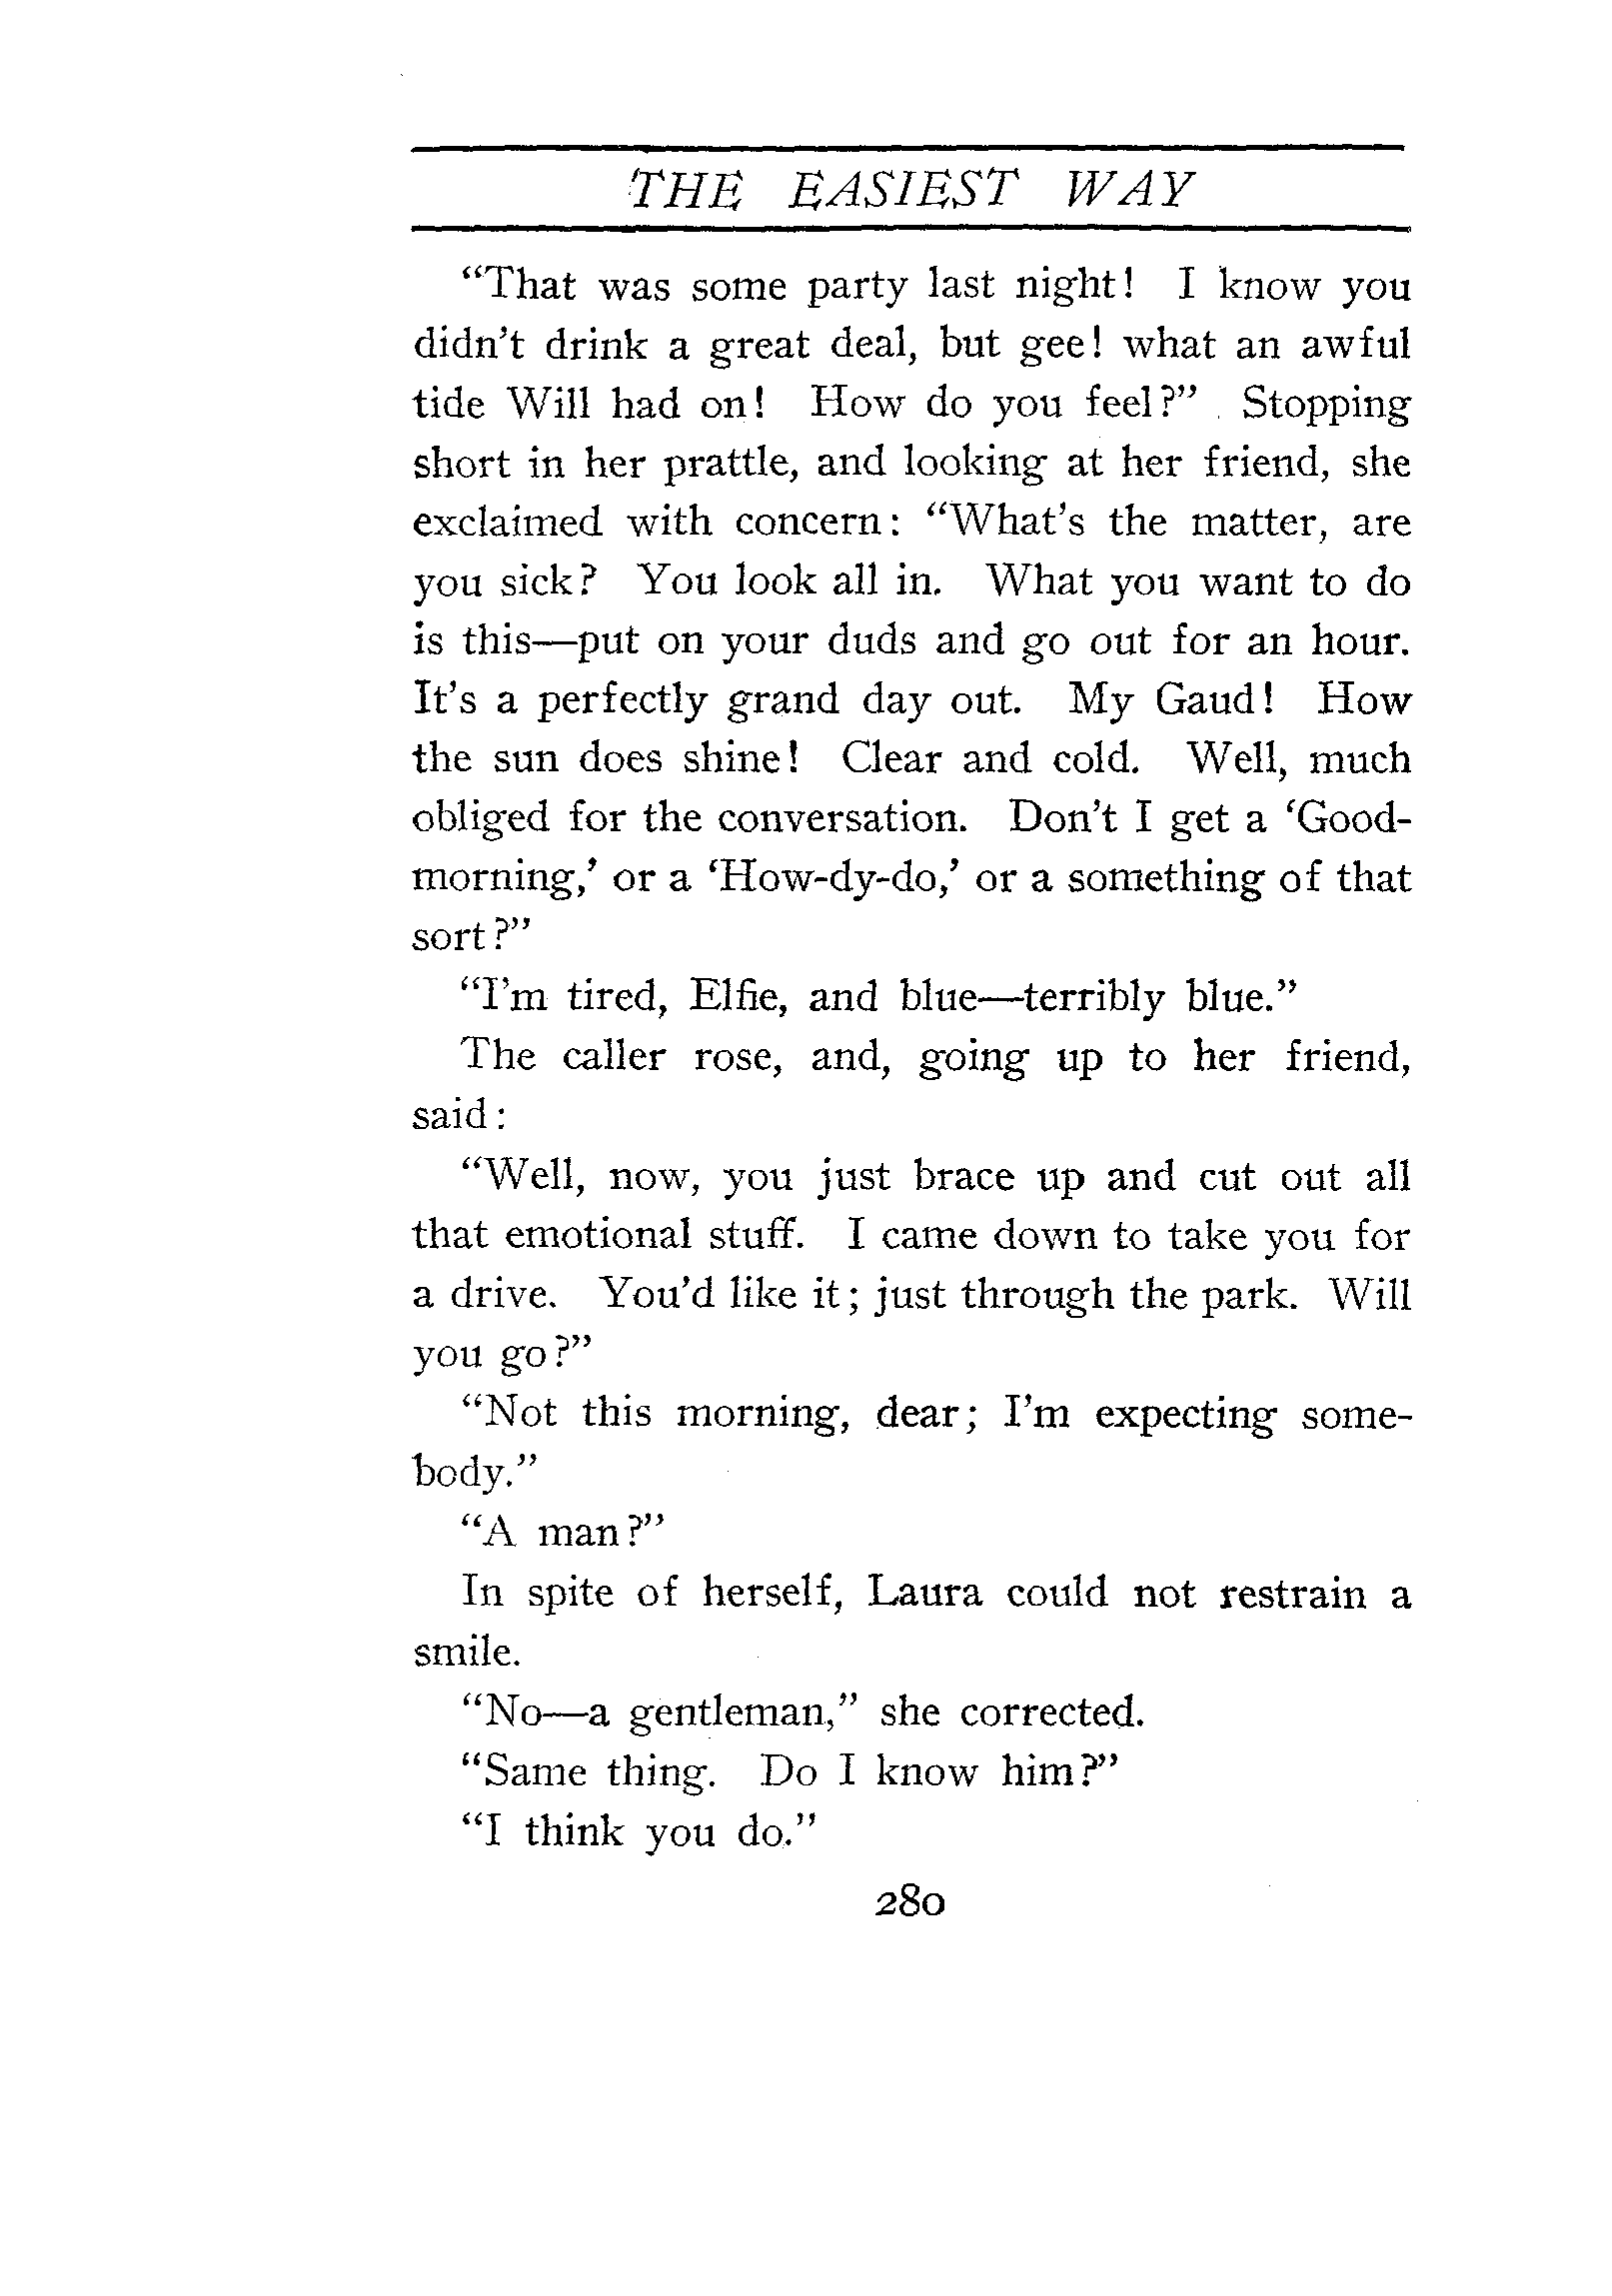 THE EASIEST WAY
"That was some party last night! I know you
didn't drink a great deal, but gee! what an awful
tide Will had on! How do you feel?" Stopping
short in her prattle, and looking at her friend, she
exclaimed with concern: "What's the matter, are
you sick? You look all in. What you want to do
is this—put on your duds and go out for an hour.
It's a perfectly grand day out. My Gaud! How
the sun does shine! Clear and cold. Well, much
obliged for the conversation. Don't I get a 'Good-
morning,' or a 'How-dy-do,' or a something of that
sort?"
"I'm tired, Elfie, and blue—terribly blue."
The caller rose, and, going up to her friend,
said:
"Well, now, you just brace up and cut out all
that emotional stuff. I came down to take you for
a drive. You'd like it; just through the park. Will
you go?"
"Not this morning, dear; I'm expecting some-
body."
"A man?"
In spite of herself, Laura could not restrain a
smile.
"No—a gentleman," she corrected.
"Same thing. Do I know him?"
"I think you do."
280